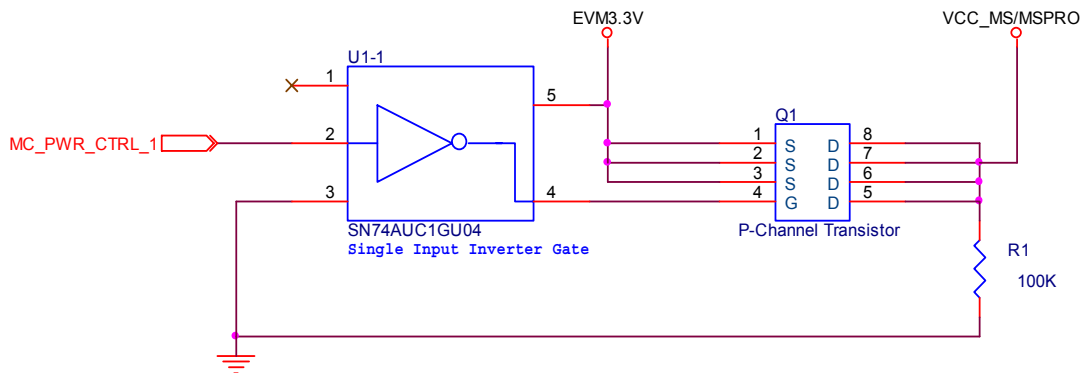 EVM3.3V
VCC_MS/MSPRO
U1-1
1
5
MC_PWR_CTRL_1
2
3
4
SN74AUC1GU04
Single Input Inverter Gate
Q1
1 S D 8
2 S D 7
3 S D 6
4 G D 5
P-Channel Transistor
R1
100K